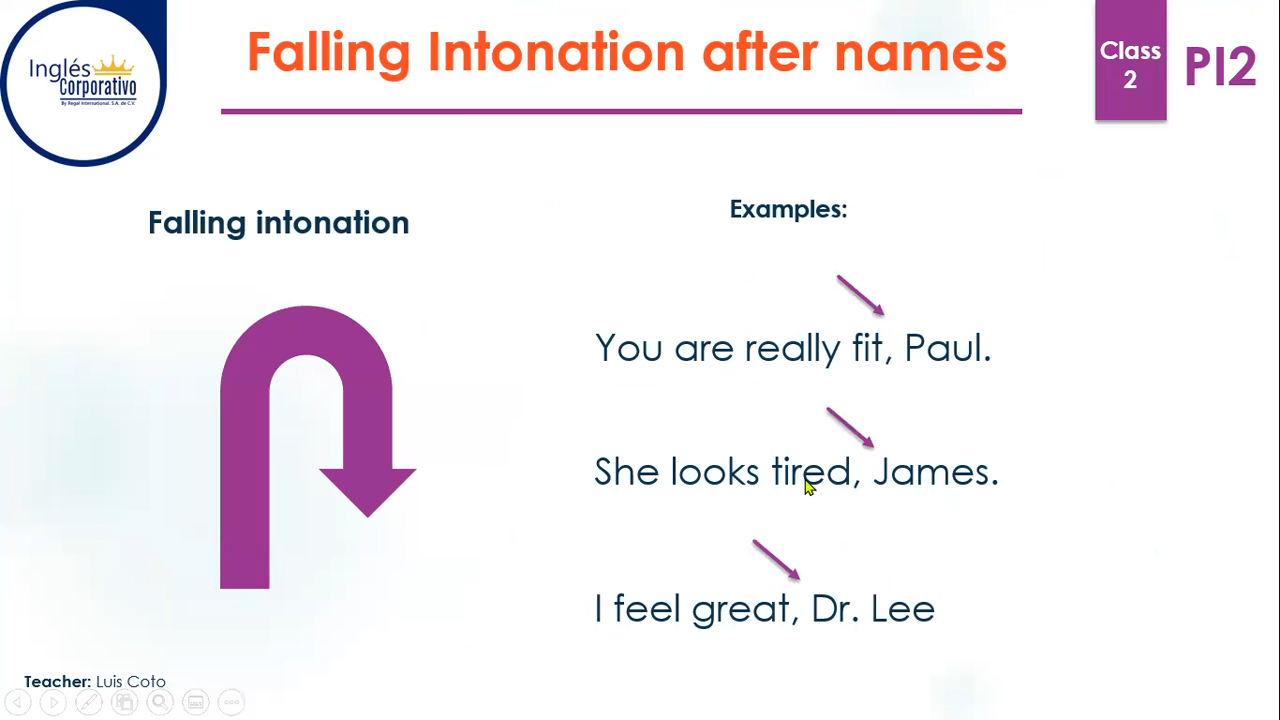 Inglés
Corporativo
By Regal International, S.A. de C.V.
Falling Intonation after names
Class
2
PI2
Falling intonation
Examples:
You are really fit, Paul.
She looks tired, James.
I feel great, Dr. Lee
Teacher: Luis Coto